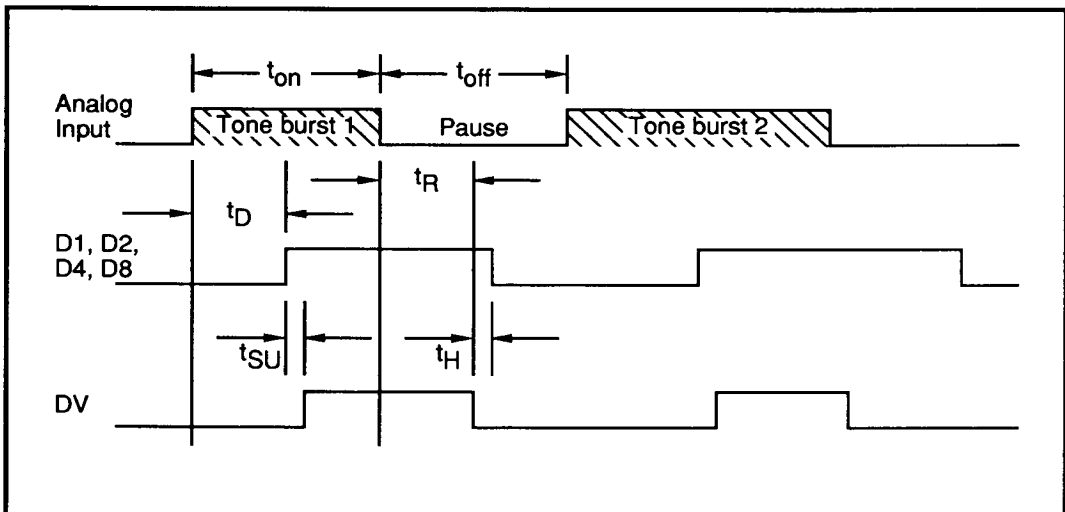 ton
toff
Analog
Input
Tone burst 1
Pause
Tone burst 2
tR
tD
D1, D2,
D4, D8
tSU
tH
DV